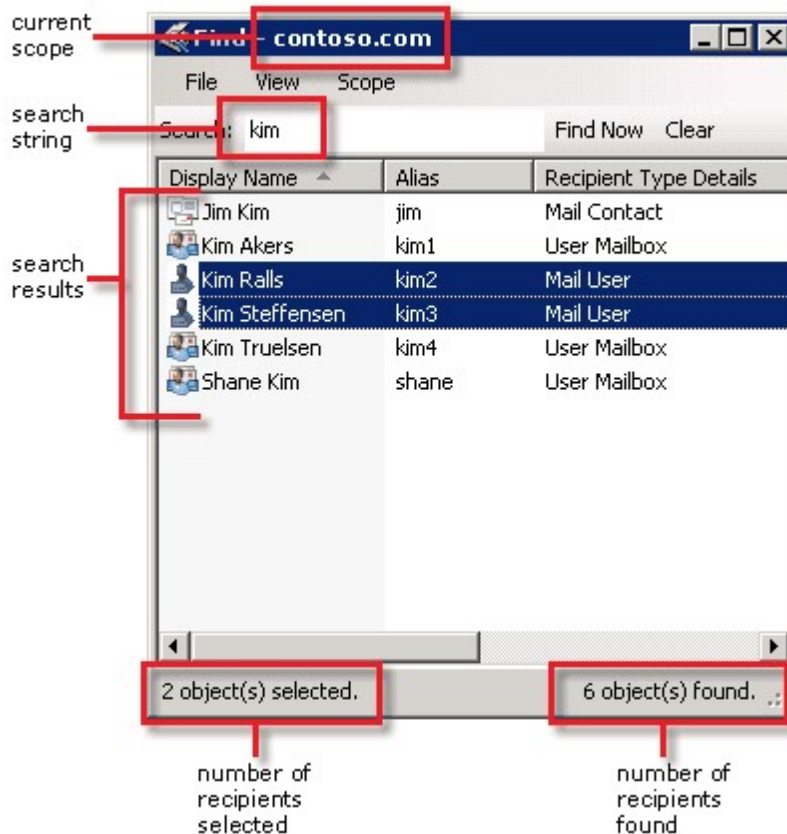 current
scope
Find - contoso.com
File View Scope
search
string
Search: kim Find Now Clear
Display Name Alias Recipient Type Details
Jim Kim jim Mail Contact
Kim Akers kim1 User Mailbox
search
results
Kim Ralls kim2 Mail User
Kim Steffensen kim3 Mail User
Kim Truelsen kim4 User Mailbox
Shane Kim shane User Mailbox
2 object(s) selected. 6 object(s) found.
number of
recipients
selected
number of
recipients
found